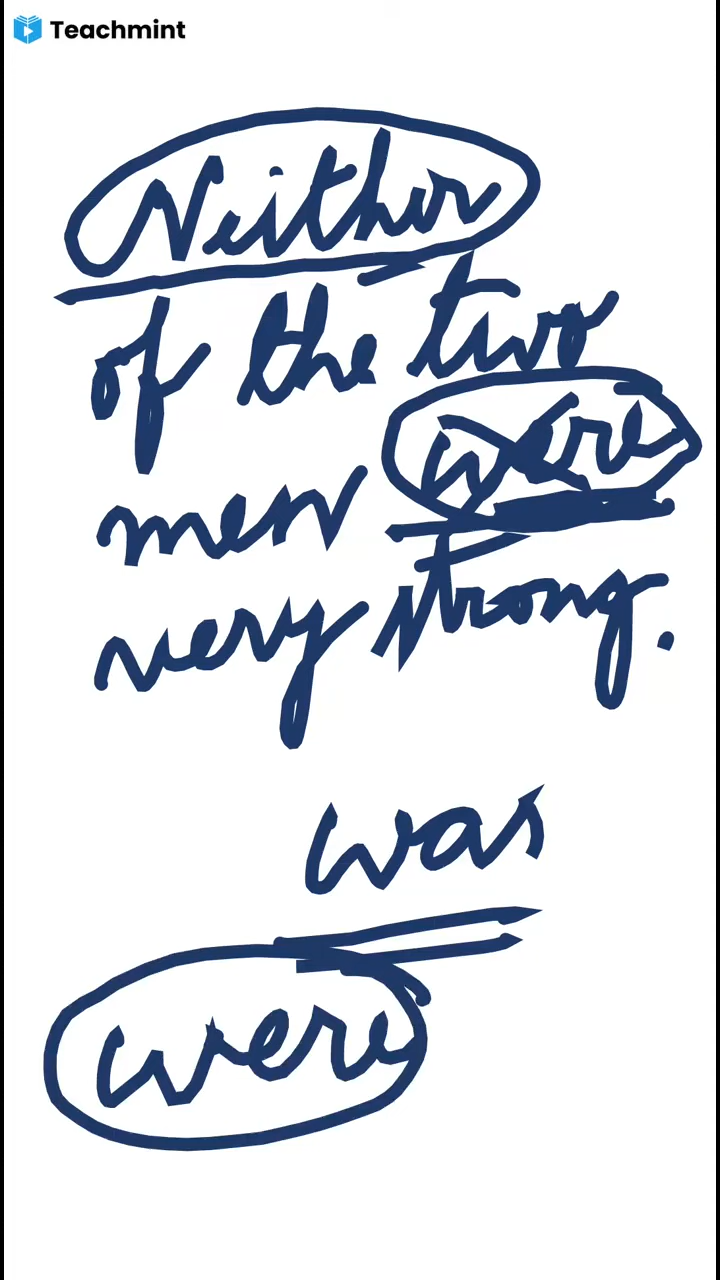 Teachmint
Neither
of the two
men were
very strong.
was
were